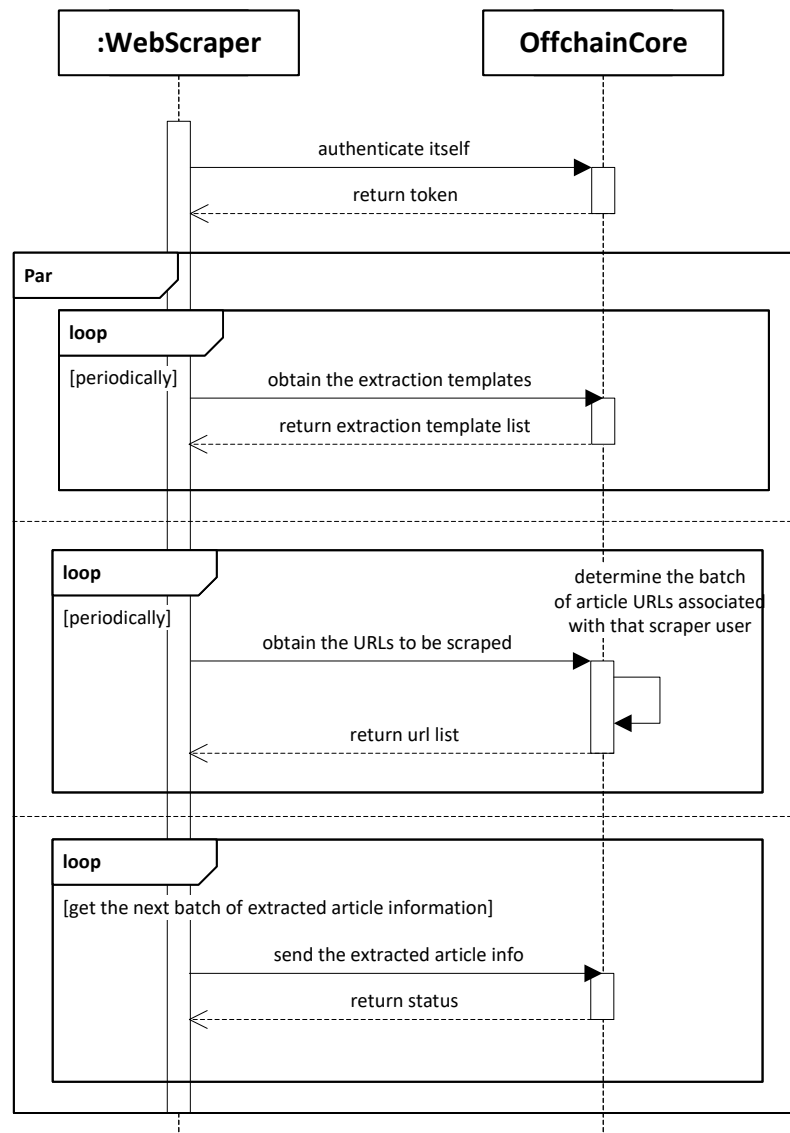 :WebScraper
OffchainCore
authenticate itself
return token
Par
loop
[periodically]
obtain the extraction templates
return extraction template list
loop
[periodically]
determine the batch
of article URLs associated
with that scraper user
obtain the URLs to be scraped
return url list
loop
[get the next batch of extracted article information]
send the extracted article info
return status